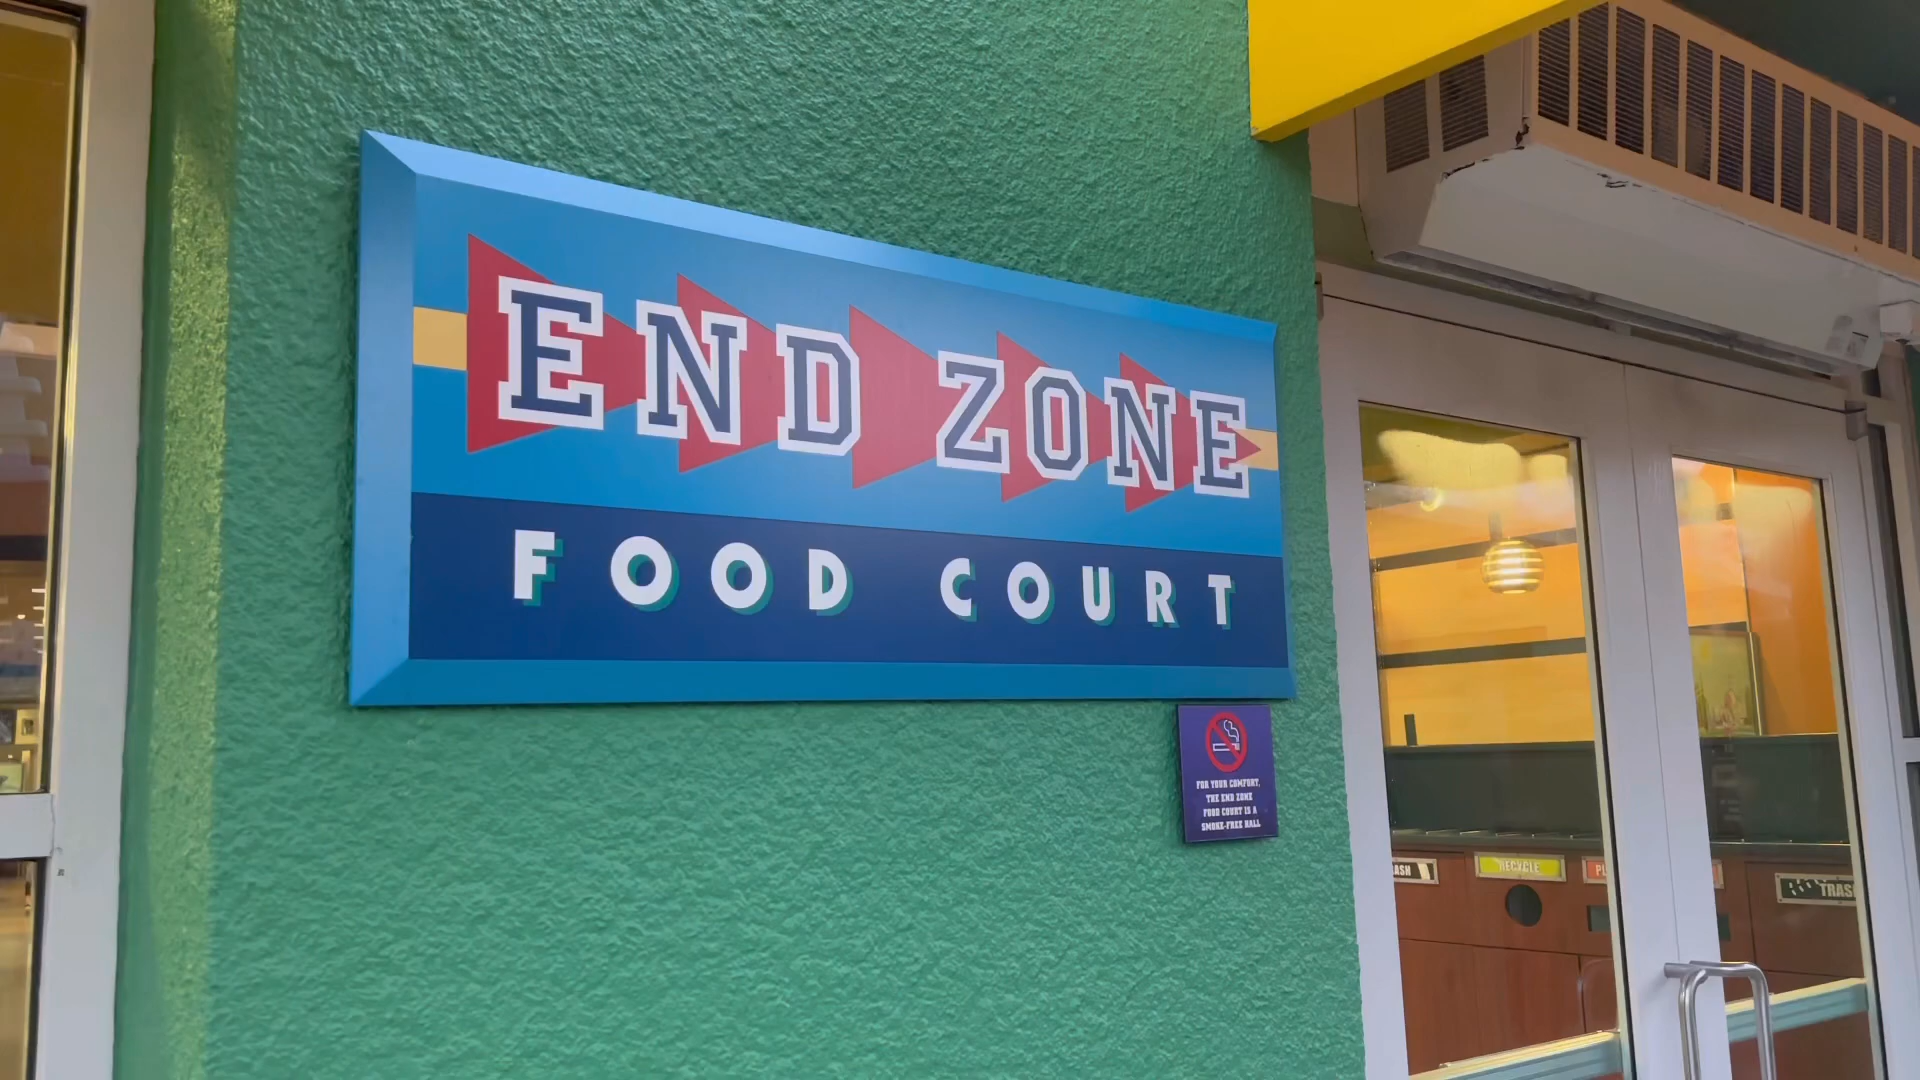 END ZONE
FOOD COURT
FOR YOUR COMFORT,
THE END ZONE
FOOD COURT IS A
SMOKE-FREE HALL
RECYCLE
TRASH